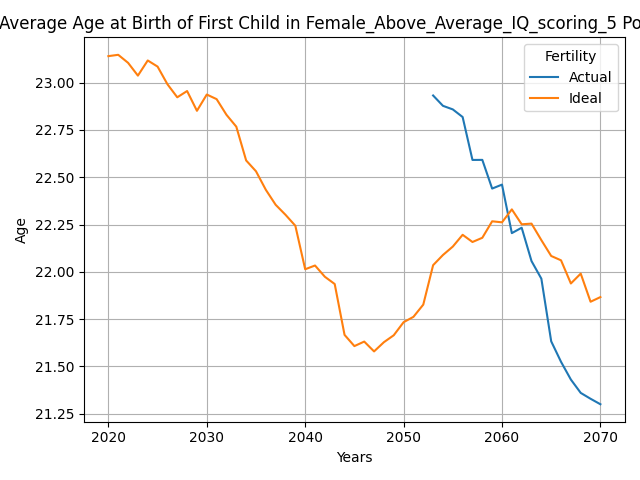 Average Age at Birth of First Child in Female_Above_Average_IQ_scoring_5 Po
Fertility
Actual
Ideal
23.00
22.75
22.50
22.25
22.00
21.75
21.50
21.25
Age
2020 2030 2040 2050 2060 2070
Years